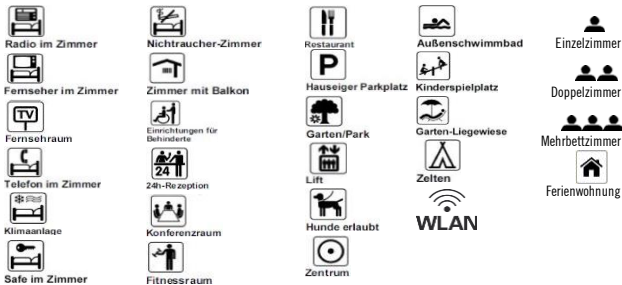 Radio im Zimmer
Fernseher im Zimmer
TV
Fernsehraum
Telefon im Zimmer
Klimaanlage
Safe im Zimmer
Nichtraucher-Zimmer
Zimmer mit Balkon
Einrichtungen für
Behinderte
24
24h-Rezeption
Konferenzraum
Fitnessraum
Restaurant
P
Hauseiger Parkplatz
Garten/Park
Lift
Hunde erlaubt
Zentrum
Außenschwimmbad
Kinderspielplatz
Garten-Liegewiese
Zelten
WLAN
Einzelzimmer
Doppelzimmer
Mehrbettzimmer
Ferienwohnung